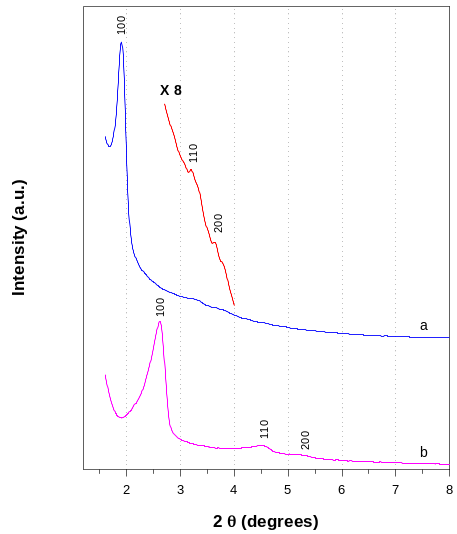 100
X 8
110
200
Intensity (a.u.)
100
a
110
200
b
2 3 4 5 6 7 8
2 θ (degrees)